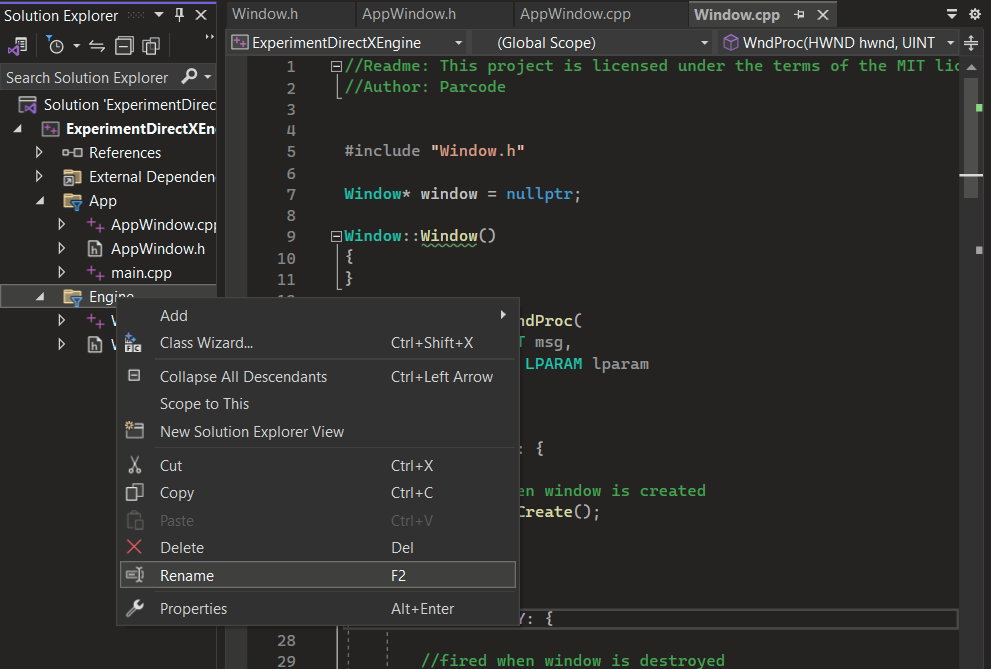 Solution Explorer
Window.h AppWindow.h AppWindow.cpp Window.cpp
ExperimentDirectXEngine (Global Scope) WndProc(HWND hwnd, UINT
Search Solution Explorer
Solution 'ExperimentDirec
ExperimentDirectXEn
References
External Dependen
App
AppWindow.cpp
AppWindow.h
main.cpp
Engine
W
W
1 //Readme: This project is licensed under the terms of the MIT lic
2 //Author: Parcode
3
4
5 #include "Window.h"
6
7 Window* window = nullptr;
8
9 Window::Window()
10 {
11 }
ndProc(
T msg,
LPARAM lparam
: {
en window is created
Create();
Y: {
28
29 //fired when window is destroyed
Add
Class Wizard... Ctrl+Shift+X
Collapse All Descendants Ctrl+Left Arrow
Scope to This
New Solution Explorer View
Cut Ctrl+X
Copy Ctrl+C
Paste Ctrl+V
Delete Del
Rename F2
Properties Alt+Enter